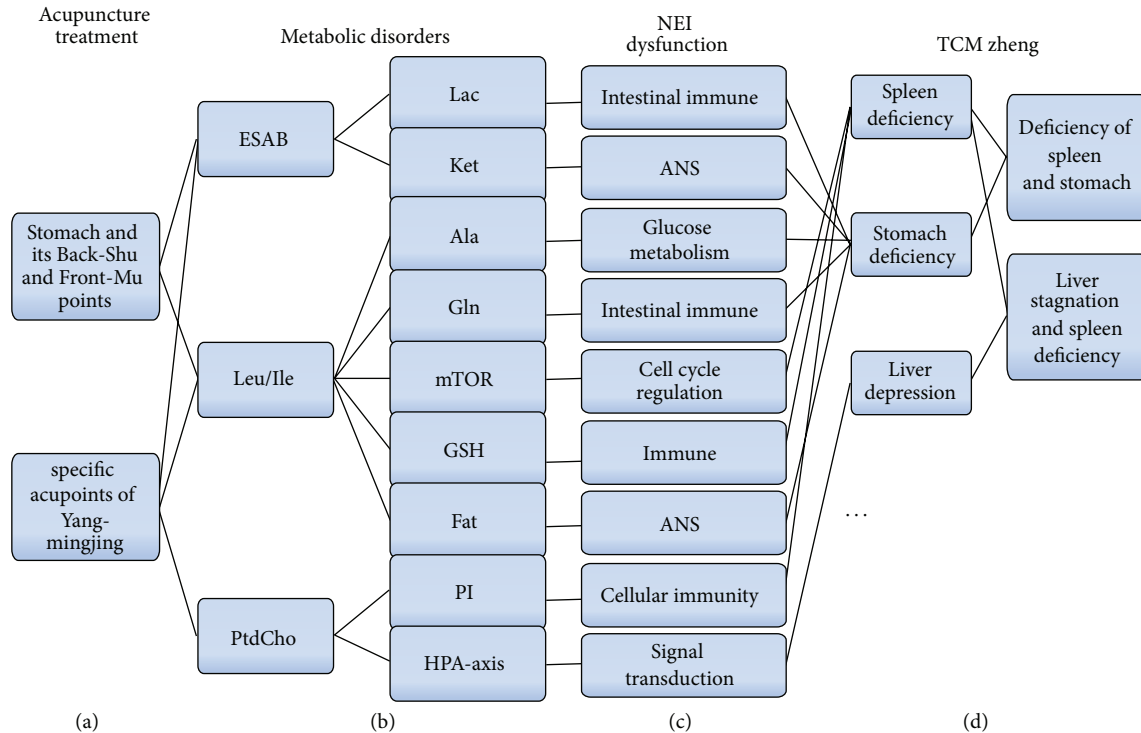 Acupuncture
treatment
Metabolic disorders
NEI
dysfunction
TCM zheng
Stomach and
its Back-Shu
and Front-Mu
points
specific
acupoints of
Yang-
mingjing
ESAB
Leu/Ile
PtdCho
Lac
Ket
Ala
Gln
mTOR
GSH
Fat
PI
HPA-axis
Intestinal immune
ANS
Glucose
metabolism
Intestinal immune
Cell cycle
regulation
Immune
ANS
Cellular immunity
Signal
transduction
Spleen
deficiency
Stomach
deficiency
Liver
depression
...
Deficiency of
spleen
and stomach
Liver
stagnation
and spleen
deficiency
(a)
(b)
(c)
(d)